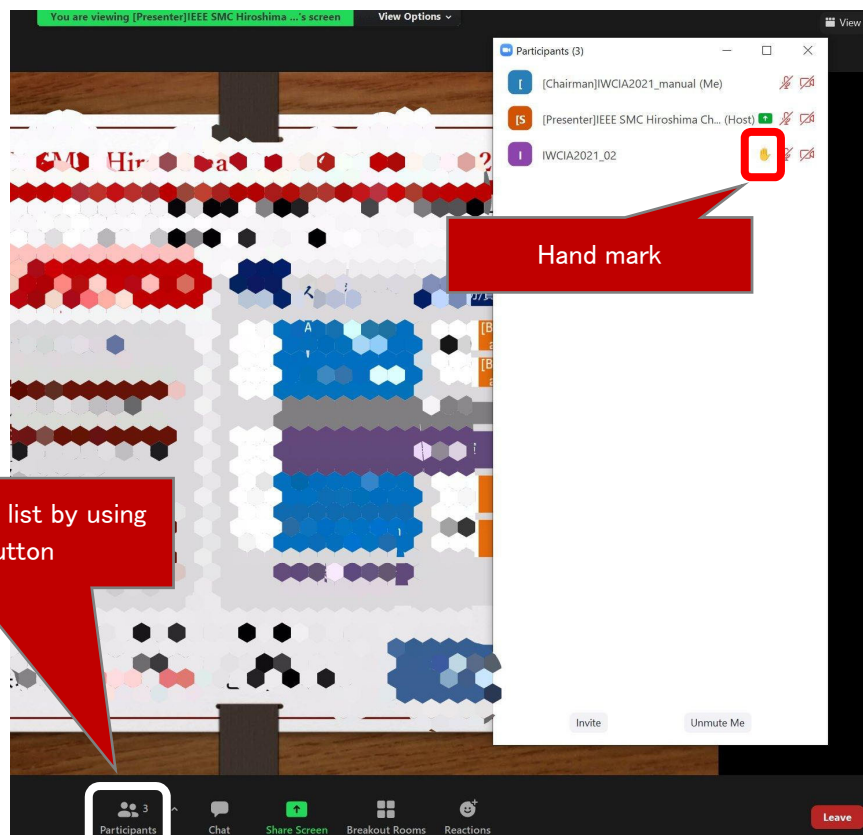 You are viewing [Presenter]IEEE SMC Hiroshima ...'s screen
View Options
View
Participants (3)
[
[Chairman]IWCIA2021_manual (Me)
[S
[Presenter]IEEE SMC Hiroshima Ch... (Host)
I
IWCIA2021_02
Hand mark
list by using
utton
Invite
Unmute Me
3
Participants
Chat
Share Screen
Breakout Rooms
Reactions
Leave